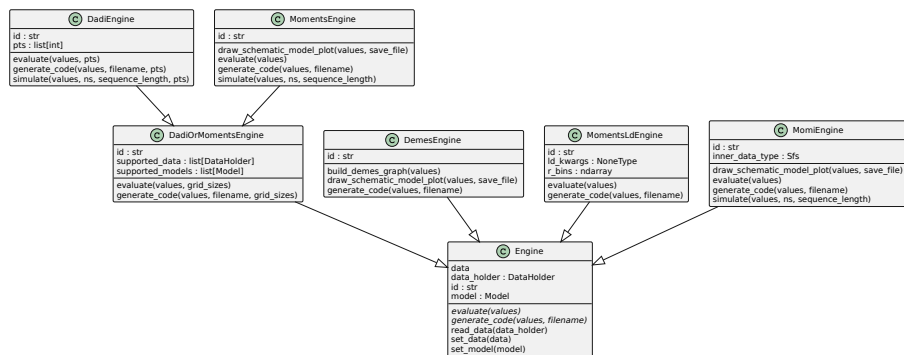 C DadiEngine
id : str
pts : list[int]
evaluate(values, pts)
generate_code(values, filename, pts)
simulate(values, ns, sequence_length, pts)
C MomentsEngine
id : str
draw_schematic_model_plot(values, save_file)
evaluate(values)
generate_code(values, filename)
simulate(values, ns, sequence_length)
C DadiOrMomentsEngine
id : str
supported_data : list[DataHolder]
supported_models : list[Model]
evaluate(values, grid_sizes)
generate_code(values, filename, grid_sizes)
C DemesEngine
id : str
build_demes_graph(values)
draw_schematic_model_plot(values, save_file)
generate_code(values, filename)
C MomentsLdEngine
id : str
ld_kwargs : NoneType
r_bins : ndarray
evaluate(values)
generate_code(values, filename)
C MomiEngine
id : str
inner_data_type : Sfs
draw_schematic_model_plot(values, save_file)
evaluate(values)
generate_code(values, filename)
simulate(values, ns, sequence_length)
C Engine
data
data_holder : DataHolder
id : str
model : Model
evaluate(values)
generate_code(values, filename)
read_data(data_holder)
set_data(data)
set_model(model)